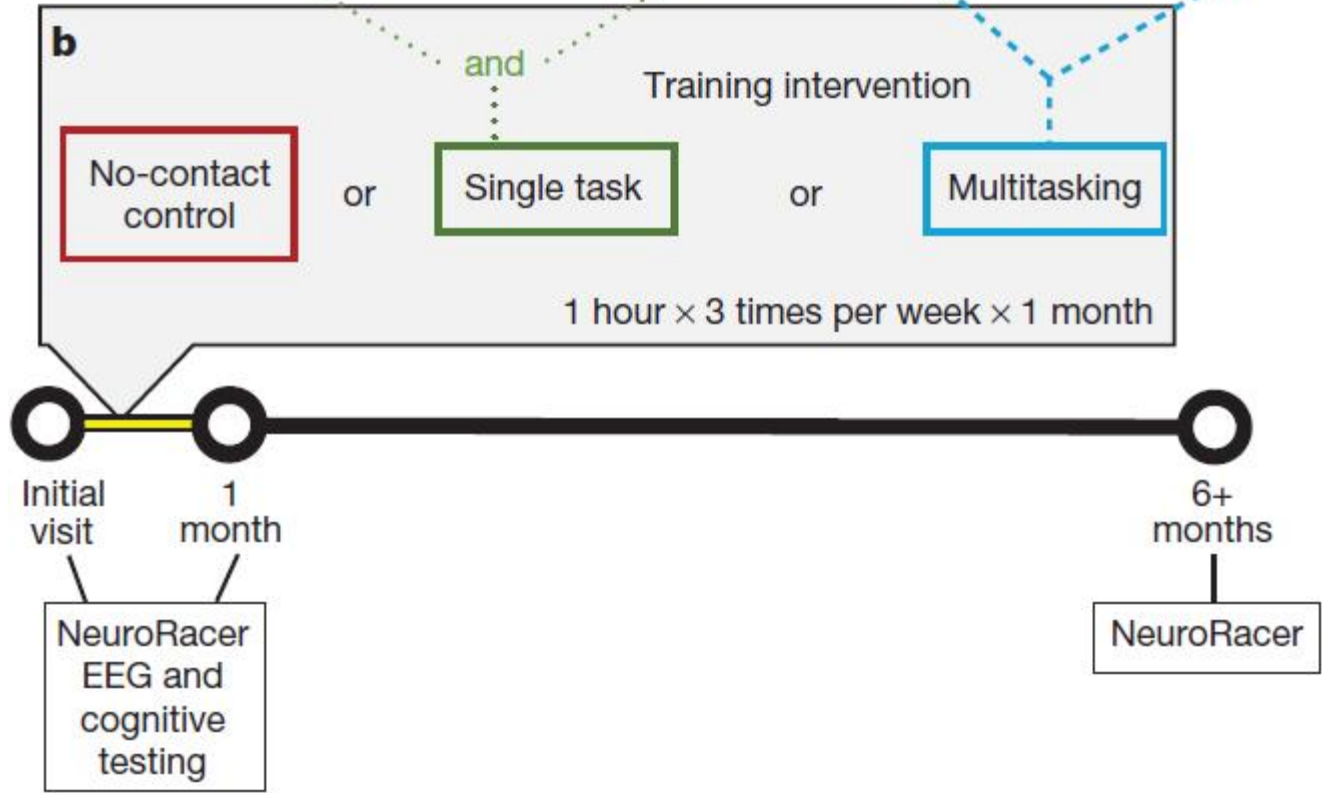 b
and
Training intervention
No-contact
control
or
Single task
or
Multitasking
1 hour × 3 times per week × 1 month
Initial
visit
1
month
6+
months
NeuroRacer
EEG and
cognitive
testing
NeuroRacer